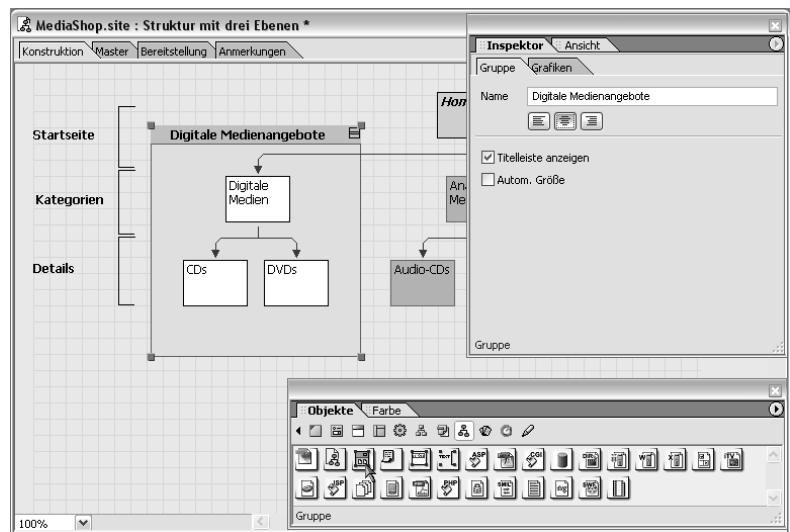 MediaShop.site : Struktur mit drei Ebenen *
Konstruktion Master Bereitstellung Anmerkungen
Startseite
Kategorien
Details
Digitale Medienangebote
Digitale
Medien
CDs
DVDs
Audio-CDs
Inspektor Ansicht
Gruppe Grafiken
Name Digitale Medienangebote
Titelleiste anzeigen
Autom. Größe
Gruppe
Objekte Farbe
Gruppe
100%